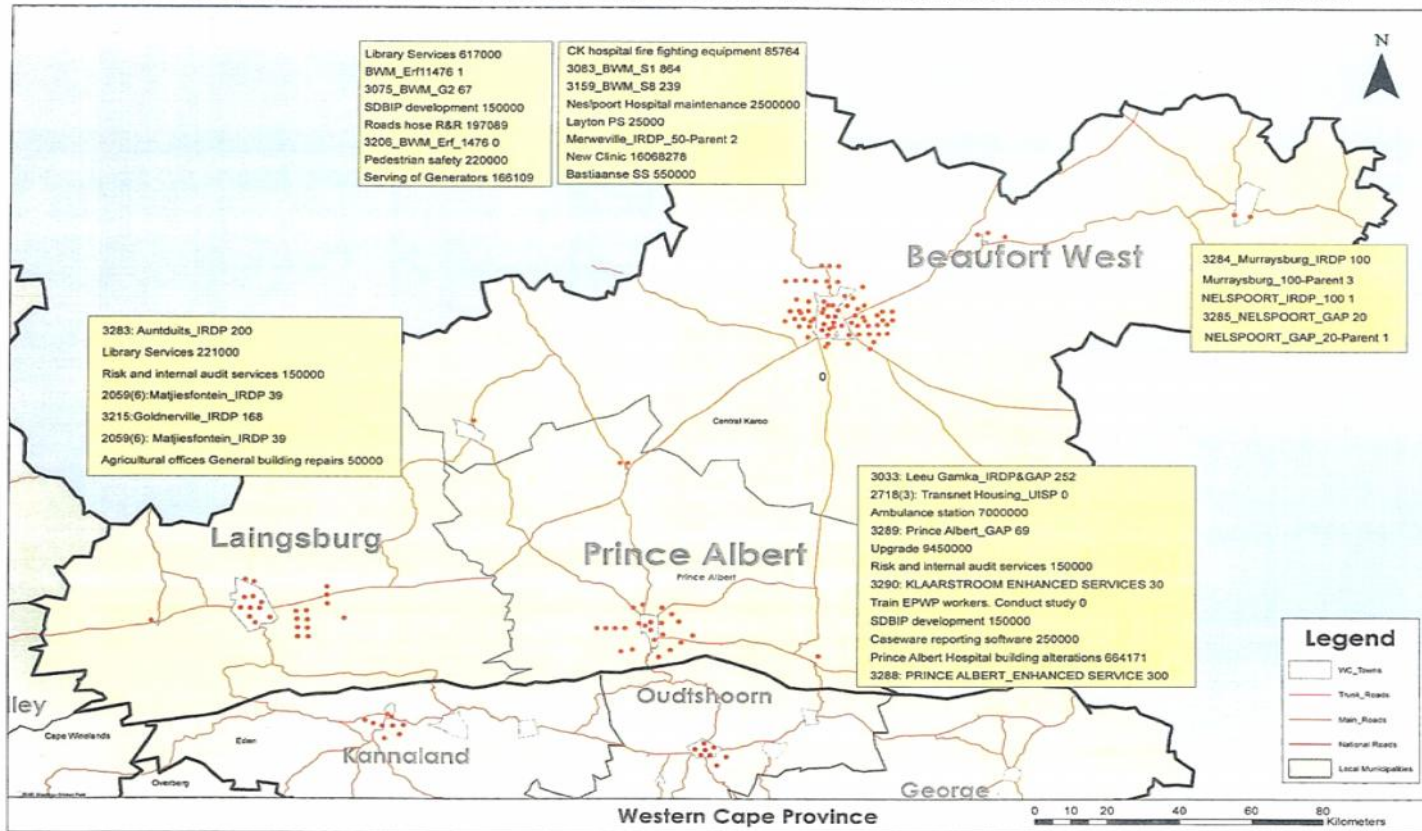 Library Services 617000
BWM_Erf11476 1
3075_BWM_G2 67
SDBIP development 150000
Roads hose R&R 197089
3206_BWM_Erf_1476 0
Pedestrian safety 220000
Serving of Generators 166109
CK hospital fire fighting equipment 85764
3083_BWM_S1 864
3159_BWM_S8 239
Neslpoort Hospital maintenance 2500000
Layton PS 25000
Merweville_IRDP_50-Parent 2
New Clinic 16068278
Bastiaanse SS 550000
N
Beaufort West
3284_Murraysburg_IRDP 100
Murraysburg_100-Parent 3
NELSPOORT_IRDP_100 1
3285_NELSPOORT_GAP 20
NELSPOORT_GAP_20-Parent 1
3283: Auntduits_IRDP 200
Library Services 221000
Risk and internal audit services 150000
2059(6):Matjiesfontein_IRDP 39
3215:Goldnerville_IRDP 168
2059(6): Matjiesfontein_IRDP 39
Agricultural offices General building repairs 50000
0
Central Karoo
3033: Leeu Gamka_IRDP&GAP 252
2718(3): Transnet Housing_UISP 0
Ambulance station 7000000
3289: Prince Albert_GAP 69
Upgrade 9450000
Risk and internal audit services 150000
3290: KLAARSTROOM ENHANCED SERVICES 30
Train EPWP workers. Conduct study 0
SDBIP development 150000
Caseware reporting software 250000
Prince Albert Hospital building alterations 664171
3288: PRINCE ALBERT_ENHANCED SERVICE 300
Laingsburg
Prince Albert
Prince Albert
Legend
WC_Towns
Trunk_Roads
Main_Roads
National Roads
Local Municipalities
Oudtshoorn
lley
Cape Winelands
Eden
Kannaland
Overberg
George
Western Cape Province
0 10 20 40 60 80
Kilometers